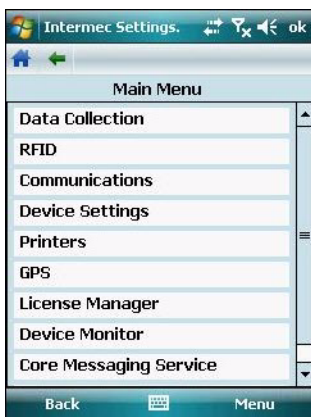 Intermec Settings. ok
Main Menu
Data Collection
RFID
Communications
Device Settings
Printers
GPS
License Manager
Device Monitor
Core Messaging Service
Back Menu